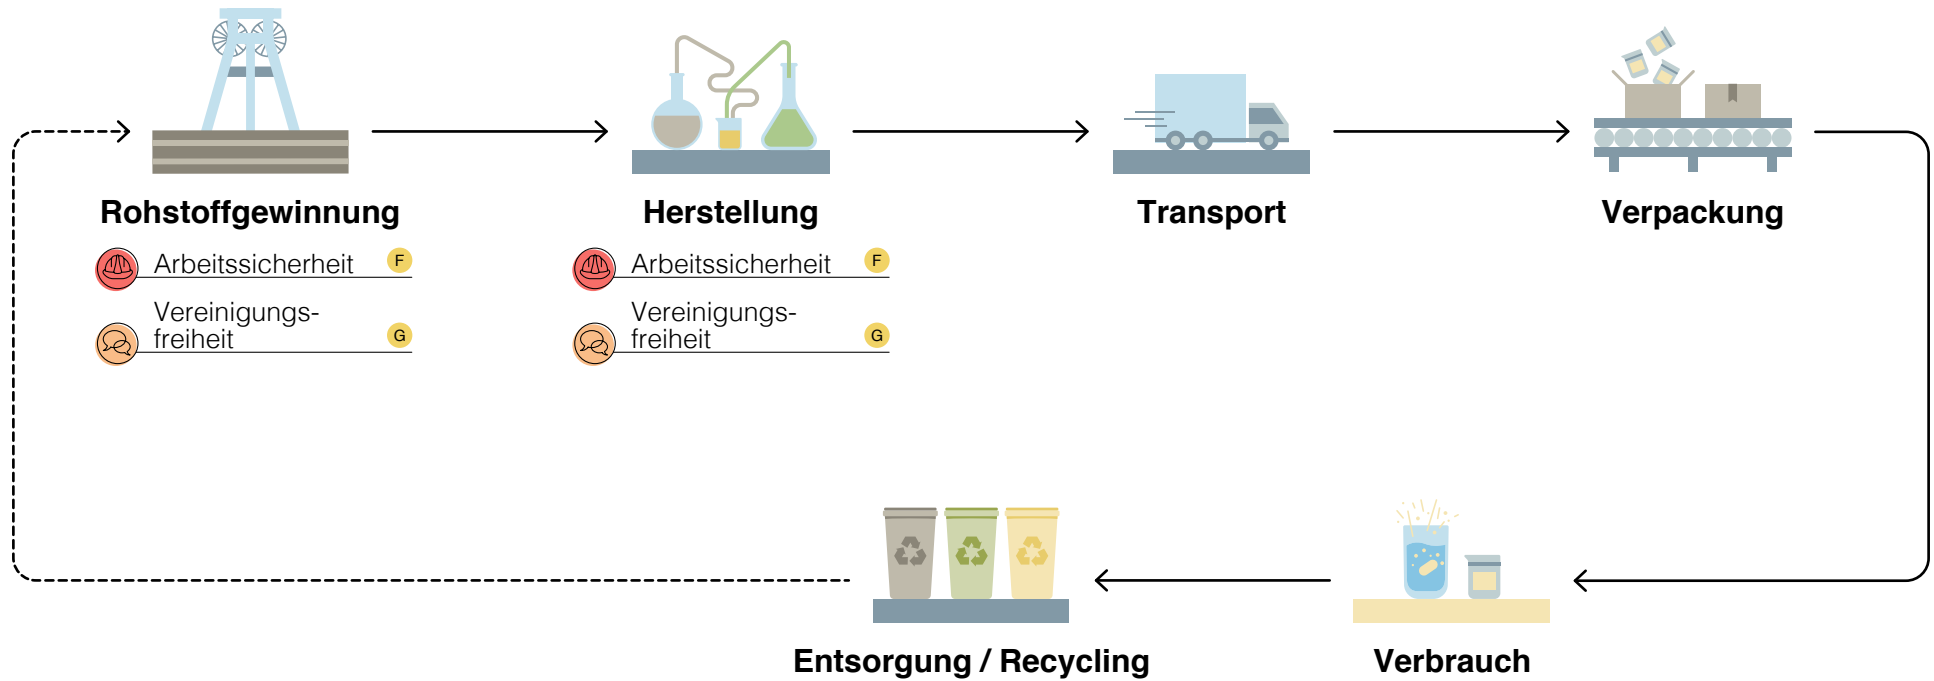 Rohstoffgewinnung
Arbeitssicherheit F
Vereinigungs-
freiheit G
Herstellung
Arbeitssicherheit F
Vereinigungs-
freiheit G
Transport
Verpackung
Entsorgung / Recycling
Verbrauch